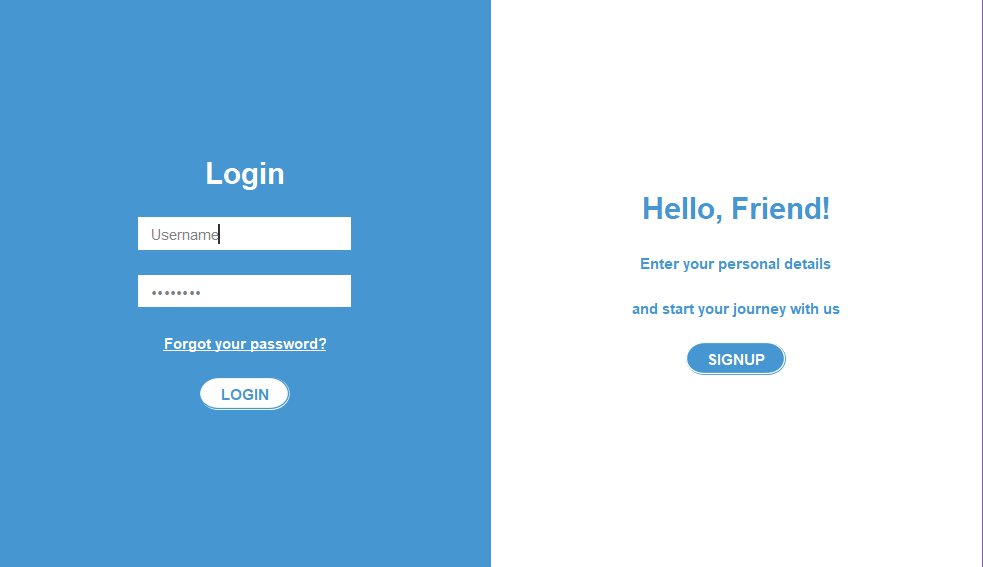 Login
Username
••••••••
Forgot your password?
LOGIN
Hello, Friend!
Enter your personal details
and start your journey with us
SIGNUP